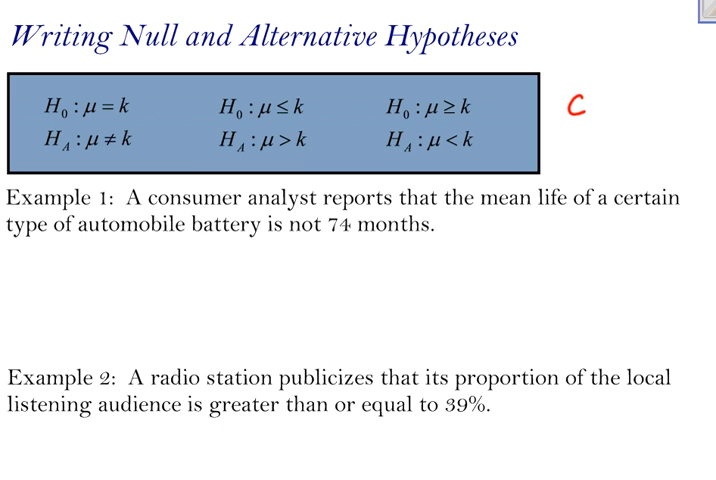 Writing Null and Alternative Hypotheses
H₀ : μ = k H₀ : μ ≤ k H₀ : μ ≥ k C
H_A : μ ≠ k H_A : μ > k H_A : μ < k
Example 1: A consumer analyst reports that the mean life of a certain
type of automobile battery is not 74 months.
Example 2: A radio station publicizes that its proportion of the local
listening audience is greater than or equal to 39%.